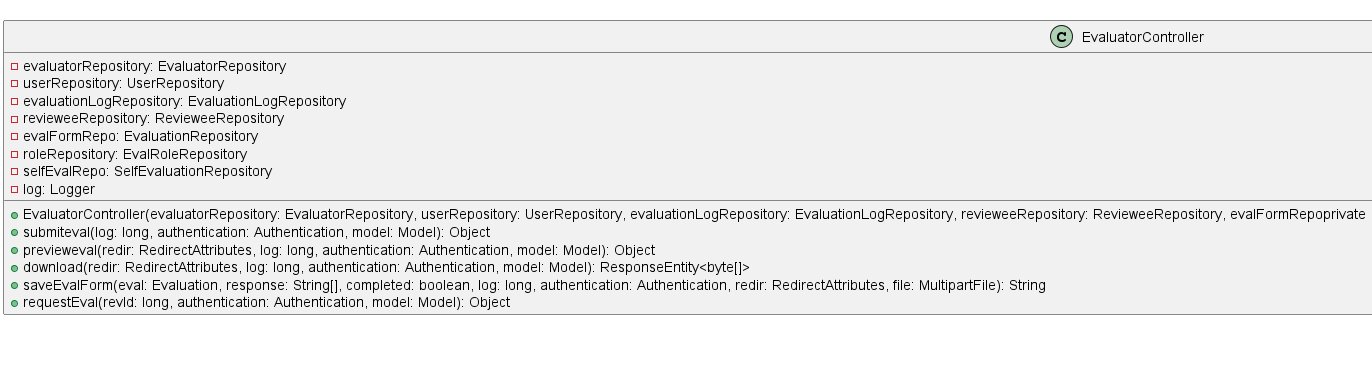 C EvaluatorController
evaluatorRepository: EvaluatorRepository
userRepository: UserRepository
evaluationLogRepository: EvaluationLogRepository
revieweeRepository: RevieweeRepository
evalFormRepo: EvaluationRepository
roleRepository: EvalRoleRepository
selfEvalRepo: SelfEvaluationRepository
log: Logger
EvaluatorController(evaluatorRepository: EvaluatorRepository, userRepository: UserRepository, evaluationLogRepository: EvaluationLogRepository, revieweeRepository: RevieweeRepository, evalFormRepoprivate
submiteval(log: long, authentication: Authentication, model: Model): Object
previeweval(redir: RedirectAttributes, log: long, authentication: Authentication, model: Model): Object
download(redir: RedirectAttributes, log: long, authentication: Authentication, model: Model): ResponseEntity<byte[]>
saveEvalForm(eval: Evaluation, response: String[], completed: boolean, log: long, authentication: Authentication, redir: RedirectAttributes, file: MultipartFile): String
requestEval(revId: long, authentication: Authentication, model: Model): Object